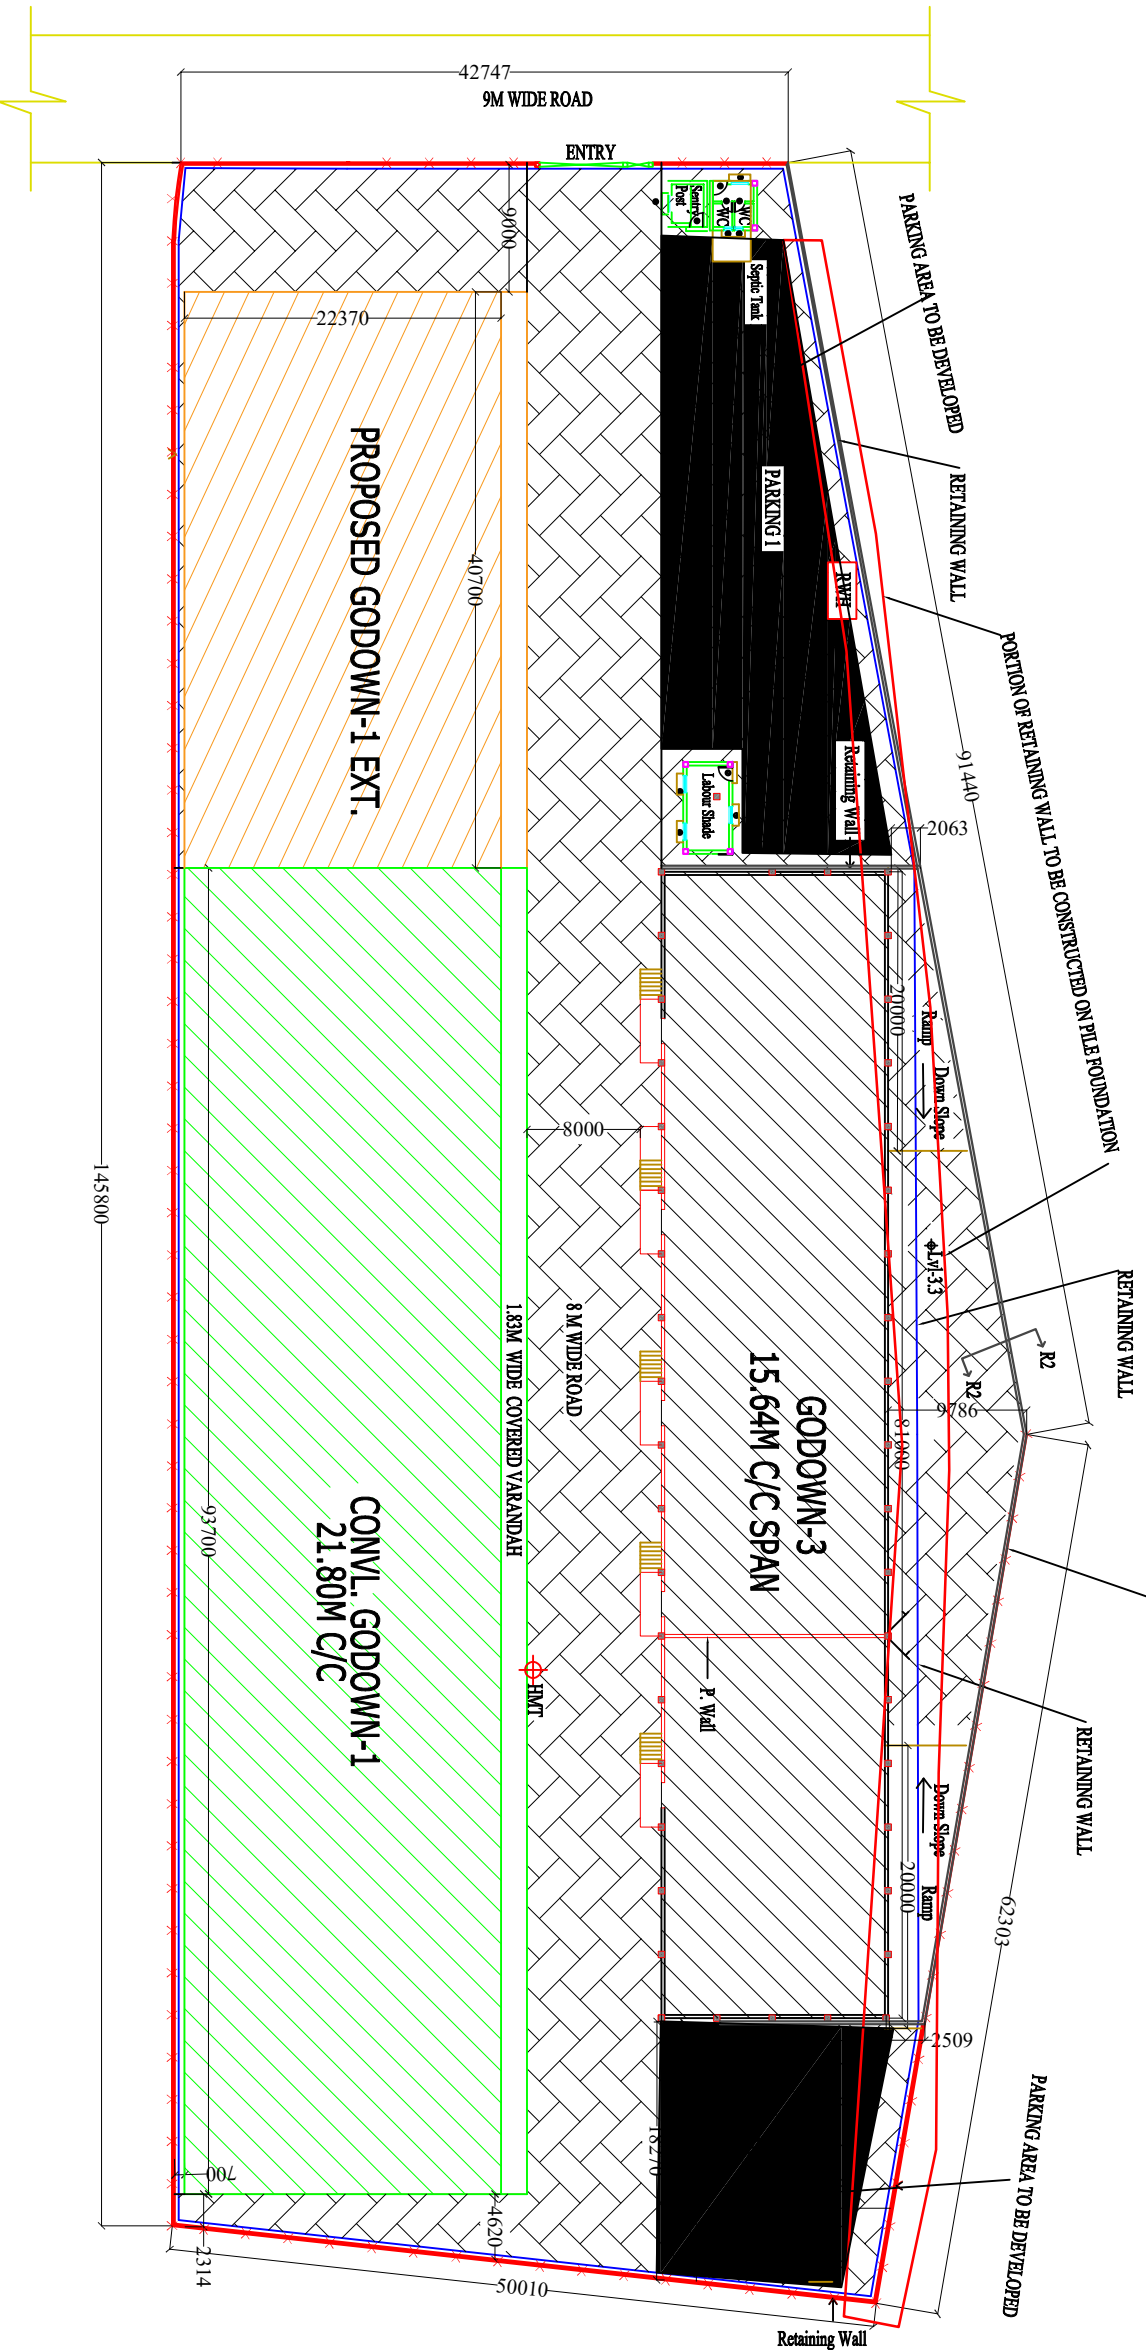 42747
9M WIDE ROAD
ENTRY
Sentry
Post
WC
WC
Septic Tank
9000
22370
PARKING AREA TO BE DEVELOPED
RETAINING WALL
PORTION OF RETAINING WALL TO BE CONSTRUCTED ON PILE FOUNDATION
PROPOSED GODOWN-1 EXT.
40700
PARKING 1
RWH
Retaining Wall
Labour Shade
91440
2063
20000
Ramp
Down Slope
8000
145800
Lvl-3.3
RETAINING WALL
R2
R2
9786
81000
8 M WIDE ROAD
1.83M WIDE COVERED VARANDAH
GODOWN-3
15.64M C/C SPAN
93700
CONVL. GODOWN-1
21.80M C/C
HMT
P. Wall
RETAINING WALL
Down Slope
Ramp
20000
62303
2509
PARKING AREA TO BE DEVELOPED
18270
700
4620
2314
50010
Retaining Wall